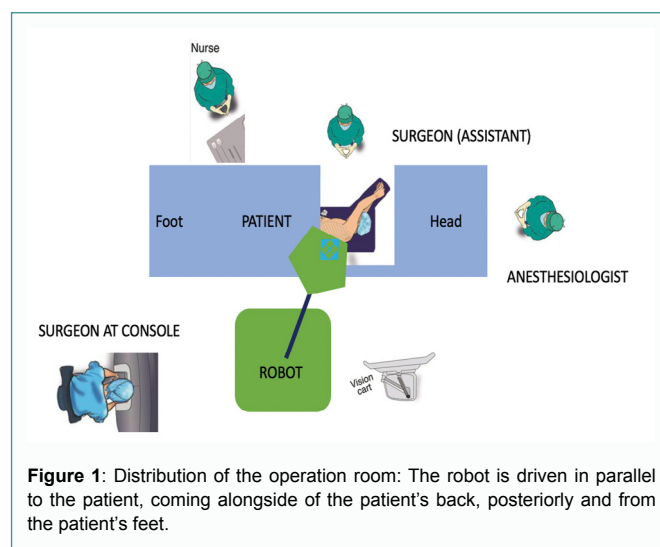 Nurse
SURGEON (ASSISTANT)
Foot
PATIENT
Head
ANESTHESIOLOGIST
SURGEON AT CONSOLE
ROBOT
Vision
cart
Figure 1: Distribution of the operation room: The robot is driven in parallel
to the patient, coming alongside of the patient's back, posteriorly and from
the patient's feet.